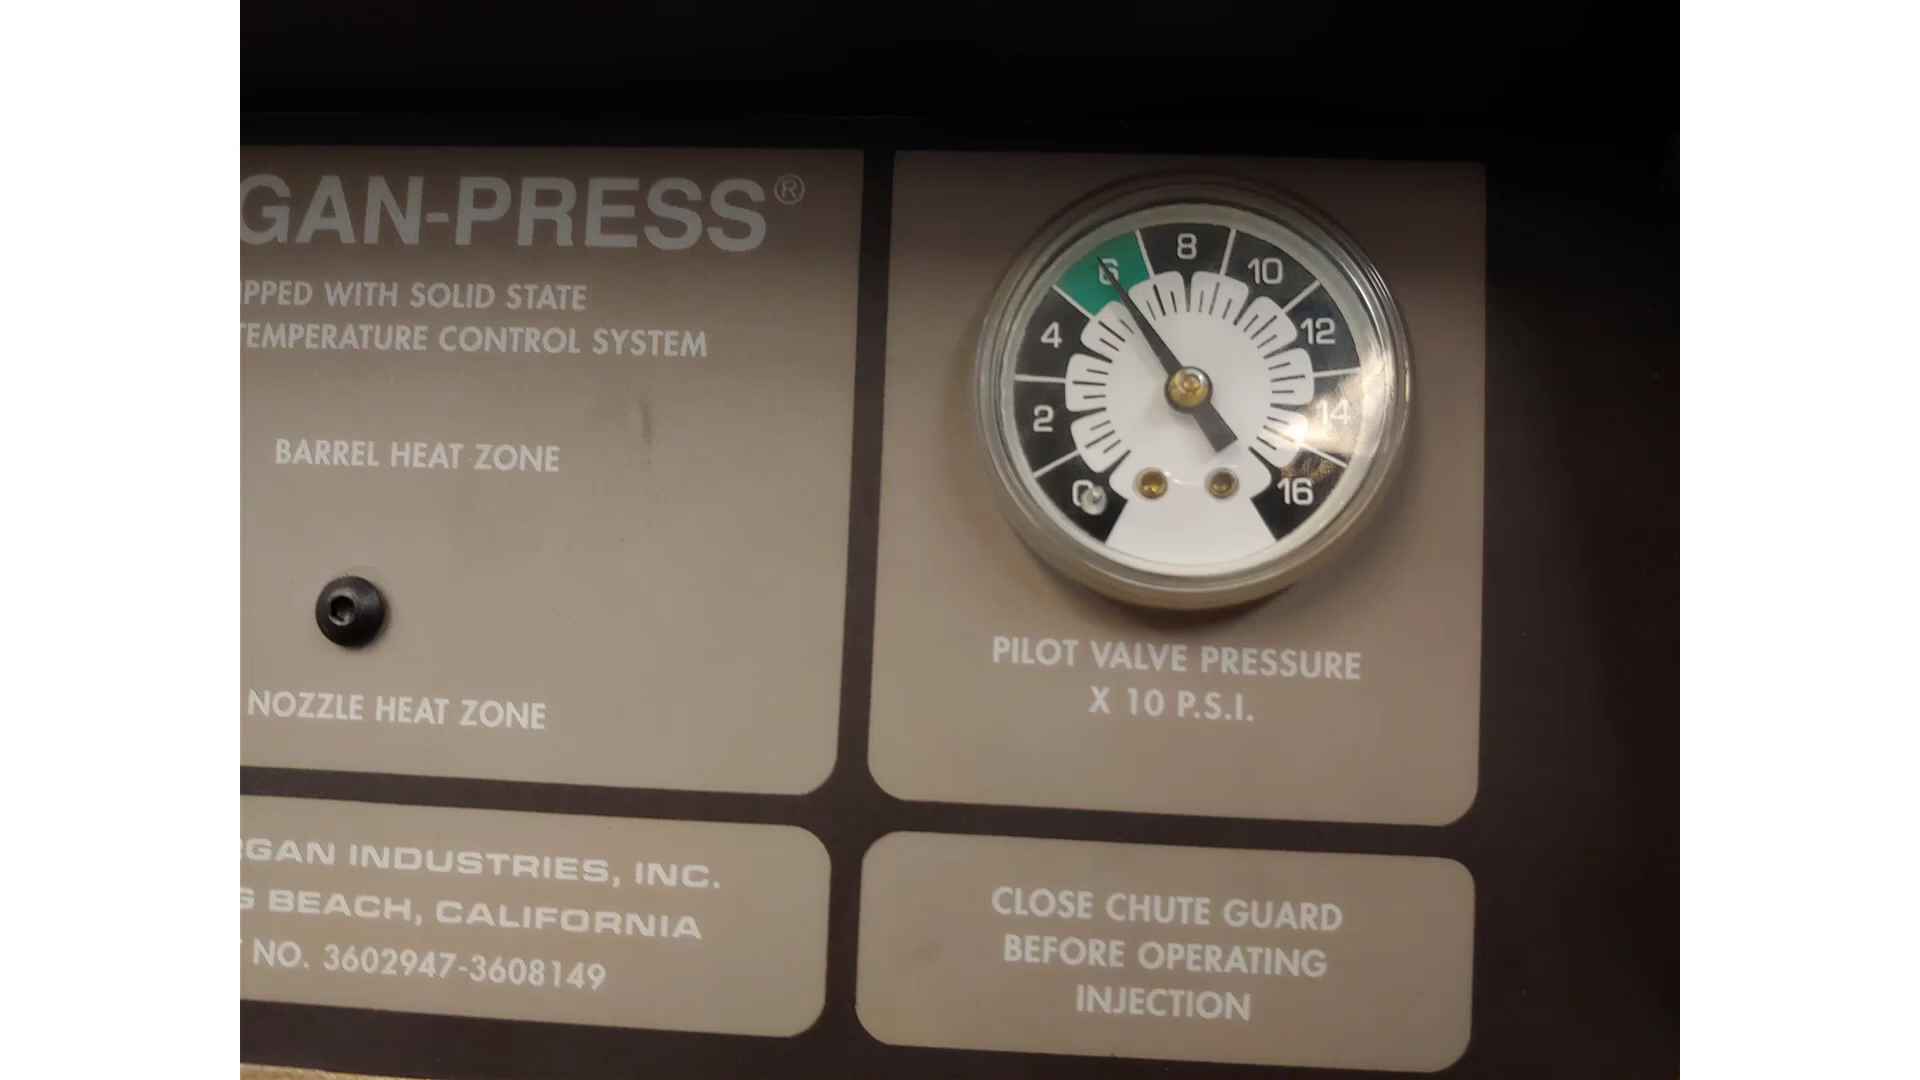 GAN-PRESS®
PPED WITH SOLID STATE
TEMPERATURE CONTROL SYSTEM
BARREL HEAT ZONE
NOZZLE HEAT ZONE
RGAN INDUSTRIES, INC.
G BEACH, CALIFORNIA
T NO. 3602947-3608149
0
2
4
6
8
10
12
14
16
PILOT VALVE PRESSURE
X 10 P.S.I.
CLOSE CHUTE GUARD
BEFORE OPERATING
INJECTION